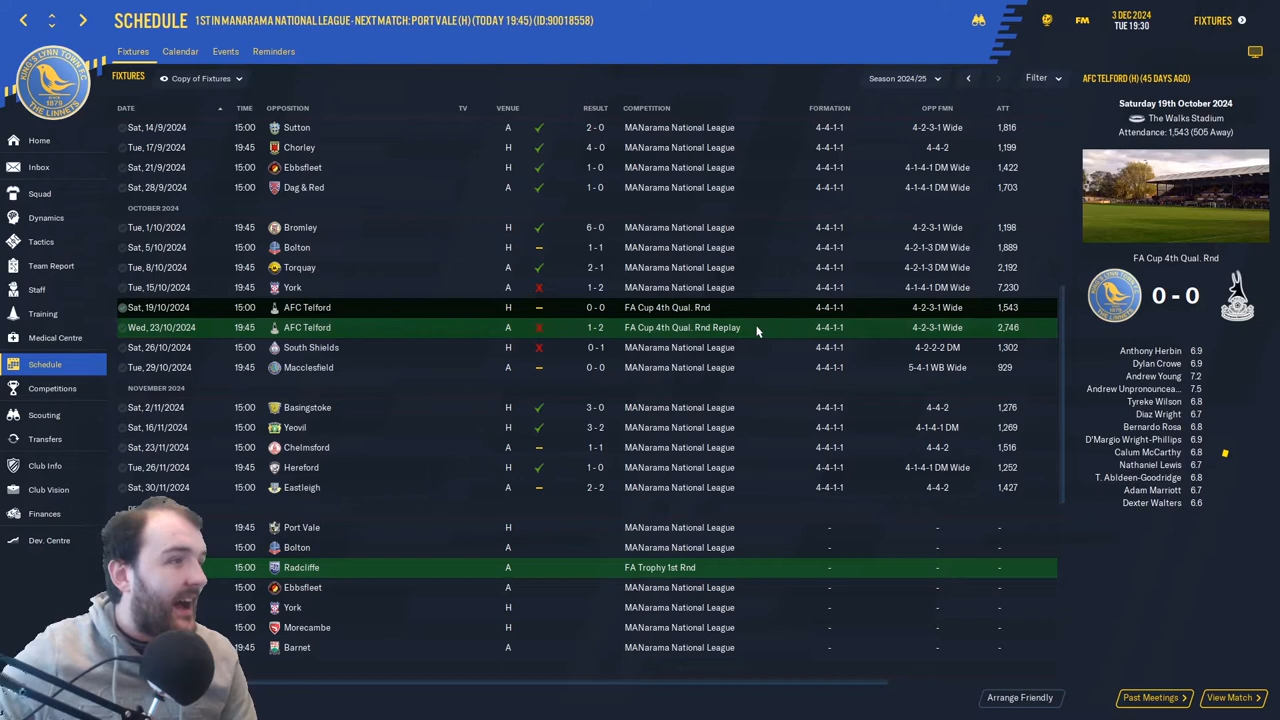 SCHEDULE 1ST IN MANARAMA NATIONAL LEAGUE - NEXT MATCH: PORT VALE (H) (TODAY 19:45) (ID:90018558)
FM 3 DEC 2024 TUE 19:30 FIXTURES
Fixtures Calendar Events Reminders
FIXTURES Copy of Fixtures Season 2024/25 Filter
KING'S LYNN TOWN F.C. 1879 THE LINNETS
Home
Inbox
Squad
Dynamics
Tactics
Team Report
Staff
Training
Medical Centre
Schedule
Competitions
Scouting
Transfers
Club Info
Club Vision
Finances
Dev. Centre
DATE TIME OPPOSITION TV VENUE RESULT COMPETITION FORMATION OPP FMN ATT
Sat, 14/9/2024 15:00 Sutton A 2 - 0 MANarama National League 4-4-1-1 4-2-3-1 Wide 1,816
Tue, 17/9/2024 19:45 Chorley H 4 - 0 MANarama National League 4-4-1-1 4-4-2 1,199
Sat, 21/9/2024 15:00 Ebbsfleet H 1 - 0 MANarama National League 4-4-1-1 4-1-4-1 DM Wide 1,422
Sat, 28/9/2024 15:00 Dag & Red A 1 - 0 MANarama National League 4-4-1-1 4-1-4-1 DM Wide 1,703
OCTOBER 2024
Tue, 1/10/2024 19:45 Bromley H 6 - 0 MANarama National League 4-4-1-1 4-2-3-1 Wide 1,198
Sat, 5/10/2024 15:00 Bolton H 1 - 1 MANarama National League 4-4-1-1 4-2-1-3 DM Wide 1,889
Tue, 8/10/2024 19:45 Torquay A 2 - 1 MANarama National League 4-4-1-1 4-2-1-3 DM Wide 2,192
Tue, 15/10/2024 19:45 York A 1 - 2 MANarama National League 4-4-1-1 4-1-4-1 DM Wide 7,230
Sat, 19/10/2024 15:00 AFC Telford H 0 - 0 FA Cup 4th Qual. Rnd 4-4-1-1 4-2-3-1 Wide 1,543
Wed, 23/10/2024 19:45 AFC Telford A 1 - 2 FA Cup 4th Qual. Rnd Replay 4-4-1-1 4-2-3-1 Wide 2,746
Sat, 26/10/2024 15:00 South Shields H 0 - 1 MANarama National League 4-4-1-1 4-2-2-2 DM 1,302
Tue, 29/10/2024 19:45 Macclesfield A 0 - 0 MANarama National League 4-4-1-1 5-4-1 WB Wide 929
NOVEMBER 2024
Sat, 2/11/2024 15:00 Basingstoke H 3 - 0 MANarama National League 4-4-1-1 4-4-2 1,276
Sat, 16/11/2024 15:00 Yeovil H 3 - 2 MANarama National League 4-4-1-1 4-1-4-1 DM 1,269
Sat, 23/11/2024 15:00 Chelmsford A 1 - 1 MANarama National League 4-4-1-1 4-4-2 1,516
Tue, 26/11/2024 19:45 Hereford H 1 - 0 MANarama National League 4-4-1-1 4-1-4-1 DM Wide 1,252
Sat, 30/11/2024 15:00 Eastleigh A 2 - 2 MANarama National League 4-4-1-1 4-4-2 1,427
19:45 Port Vale H MANarama National League - - -
15:00 Bolton A MANarama National League - - -
15:00 Radcliffe A FA Trophy 1st Rnd - - -
15:00 Ebbsfleet A MANarama National League - - -
15:00 York H MANarama National League - - -
15:00 Morecambe H MANarama National League - - -
19:45 Barnet A MANarama National League - - -
AFC TELFORD (H) (45 DAYS AGO)
Saturday 19th October 2024
The Walks Stadium
Attendance: 1,543 (505 Away)
FA Cup 4th Qual. Rnd
0 - 0
Anthony Herbin 6.9
Dylan Crowe 6.9
Andrew Young 7.2
Andrew Unpronouncea... 7.5
Tyreke Wilson 6.8
Diaz Wright 6.7
Bernardo Rosa 6.8
D'Margio Wright-Phillips 6.9
Calum McCarthy 6.8
Nathaniel Lewis 6.7
T. Abldeen-Goodridge 6.8
Adam Marriott 6.7
Dexter Walters 6.6
Arrange Friendly Past Meetings View Match